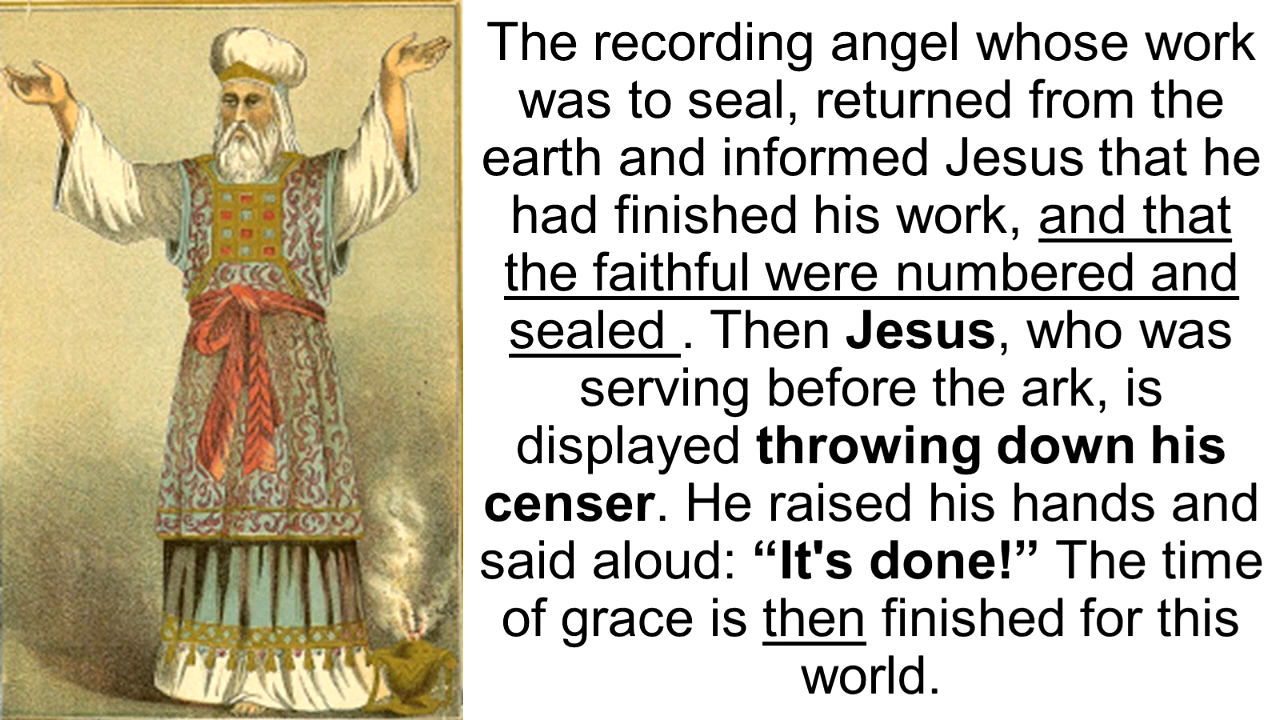 The recording angel whose work
was to seal, returned from the
earth and informed Jesus that he
had finished his work, and that
the faithful were numbered and
sealed . Then Jesus, who was
serving before the ark, is
displayed throwing down his
censer. He raised his hands and
said aloud: “It's done!” The time
of grace is then finished for this
world.